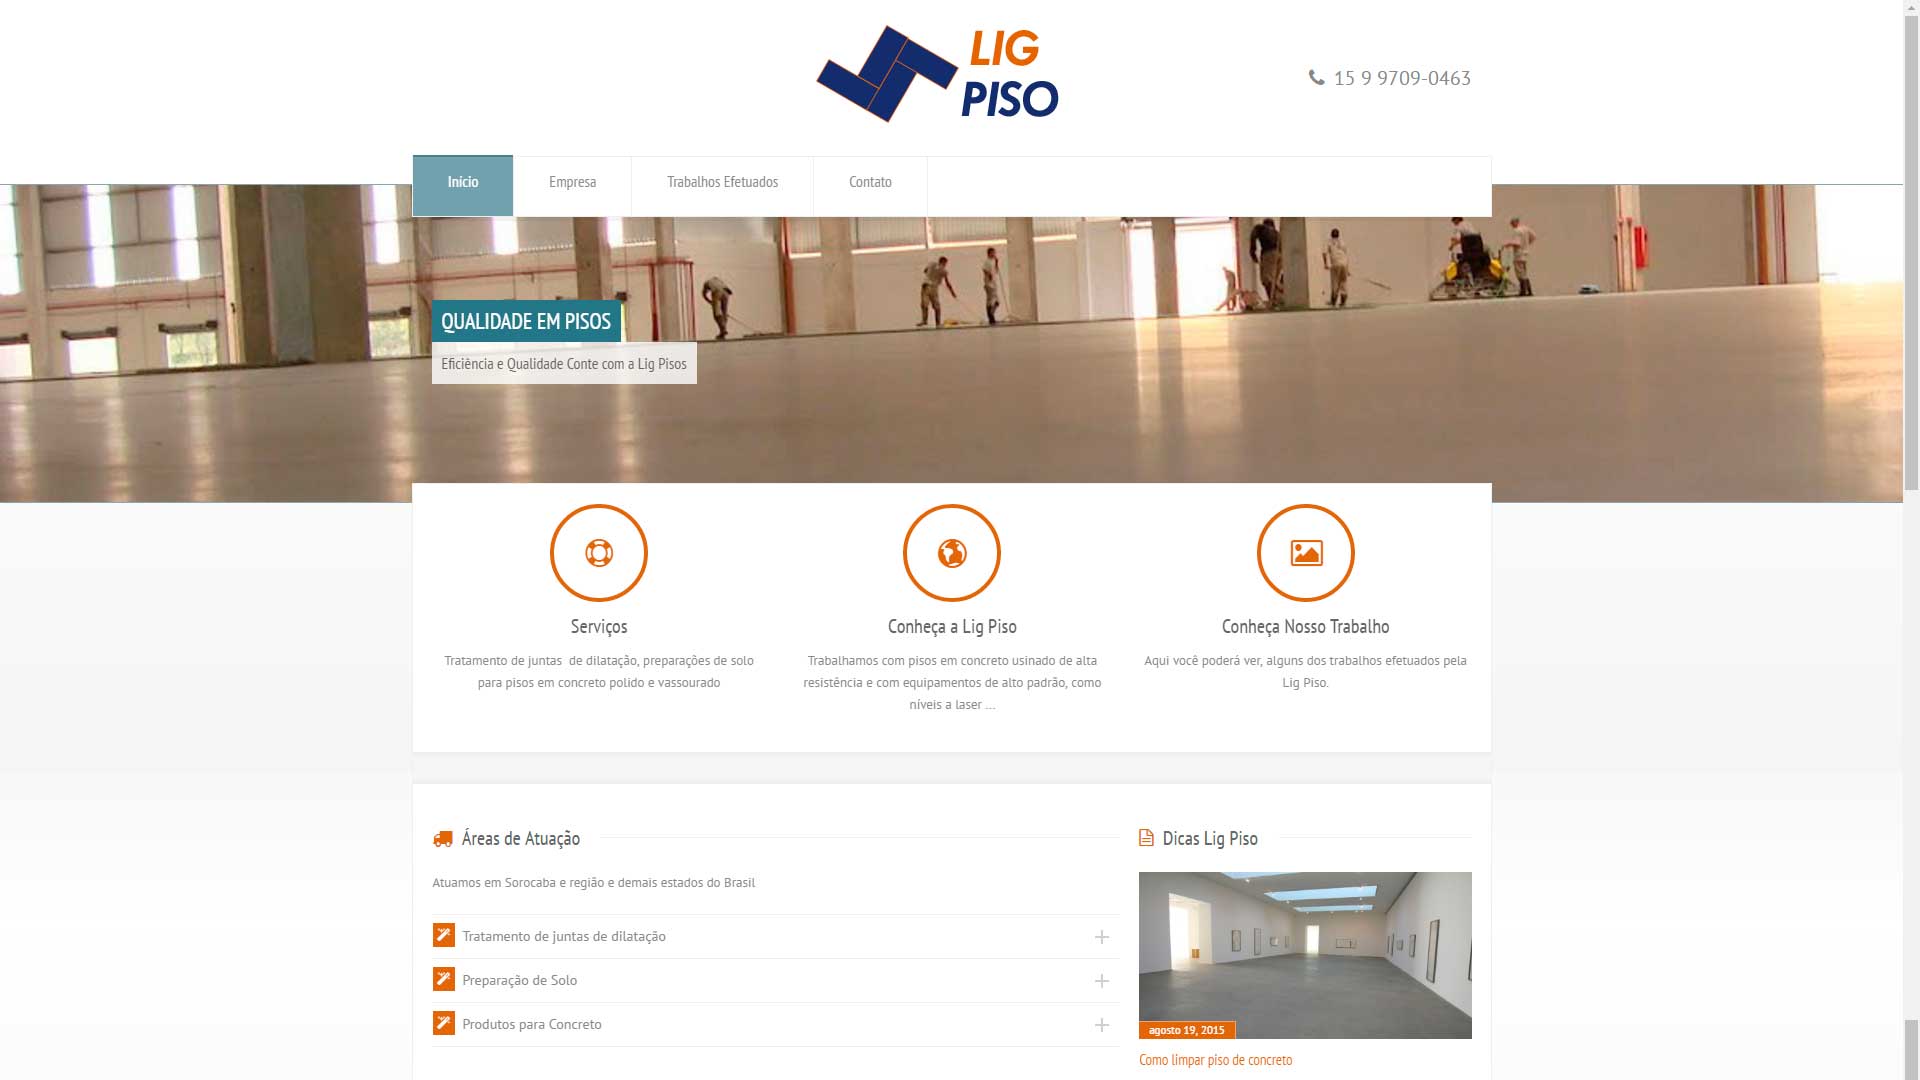 LIG
PISO
15 9 9709-0463
Início
Empresa
Trabalhos Efetuados
Contato
QUALIDADE EM PISOS
Eficiência e Qualidade Conte com a Lig Pisos
Serviços
Tratamento de juntas  de dilatação, preparações de solo
para pisos em concreto polido e vassourado
Conheça a Lig Piso
Trabalhamos com pisos em concreto usinado de alta
resistência e com equipamentos de alto padrão, como
níveis a laser ...
Conheça Nosso Trabalho
Aqui você poderá ver, alguns dos trabalhos efetuados pela
Lig Piso.
Áreas de Atuação
Atuamos em Sorocaba e região e demais estados do Brasil
Tratamento de juntas de dilatação
Preparação de Solo
Produtos para Concreto
Dicas Lig Piso
agosto 19, 2015
Como limpar piso de concreto